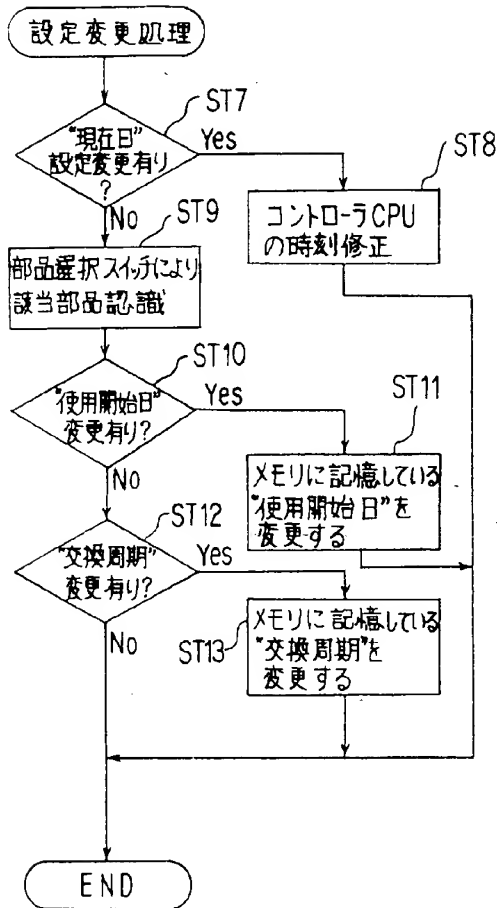 設定変更処理
ST7
"現在日"
設定変更有り
?
Yes
ST8
コントローラCPU
の時刻修正
No
ST9
部品選択スイッチにより
該当部品認識
ST10
"使用開始日"
変更有り?
Yes
ST11
メモリに記憶している
"使用開始日"を
変更する
No
ST12
"交換周期"
変更有り?
Yes
ST13
メモリに記憶している
"交換周期"を
変更する
No
END